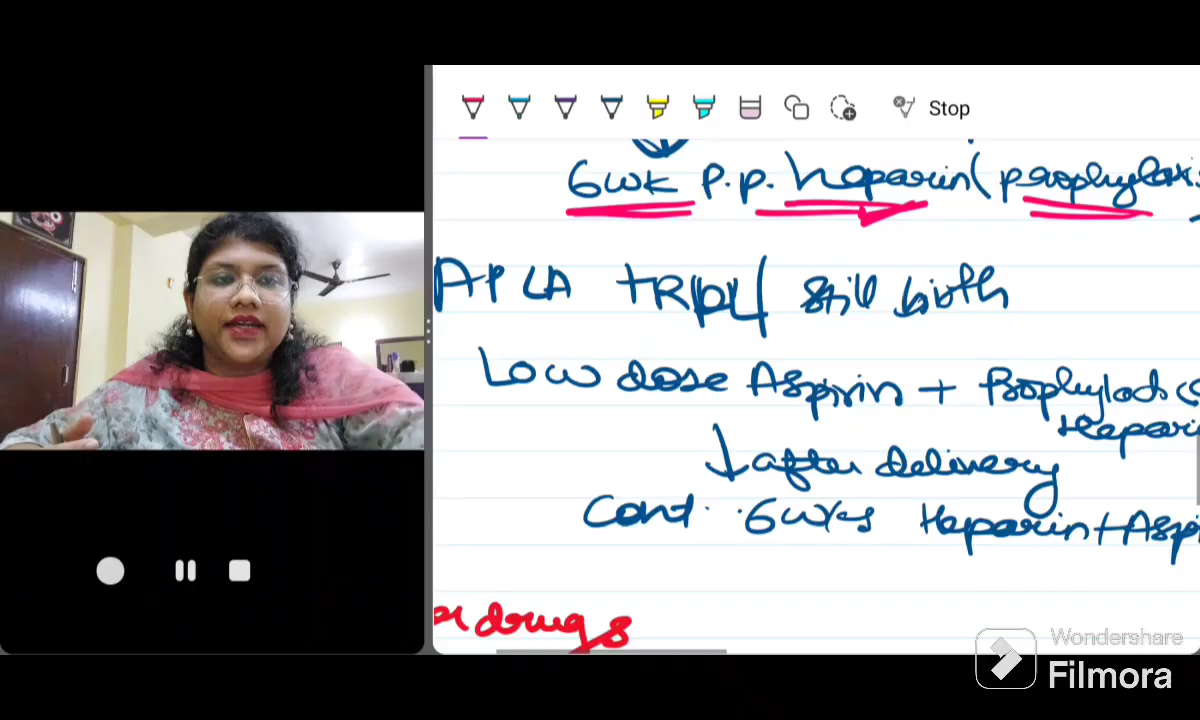 Stop
6wk p.p. heparin (prophylaxis
APLA + RPL / still birth
Low dose Aspirin + Prophylactic
Heparin
↓ after delivery
Cont. 6wks Heparin + Aspi
drugs
Wondershare
Filmora